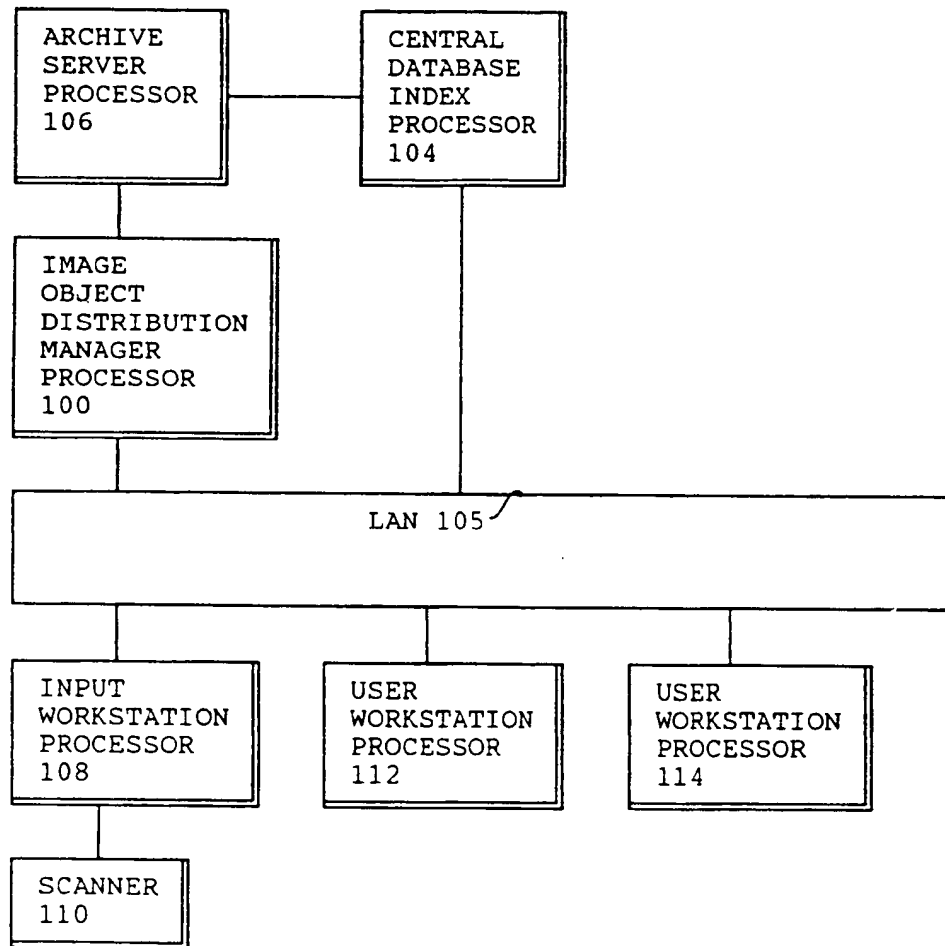 ARCHIVE
SERVER
PROCESSOR
106
CENTRAL
DATABASE
INDEX
PROCESSOR
104
IMAGE
OBJECT
DISTRIBUTION
MANAGER
PROCESSOR
100
LAN 105
INPUT
WORKSTATION
PROCESSOR
108
USER
WORKSTATION
PROCESSOR
112
USER
WORKSTATION
PROCESSOR
114
SCANNER
110